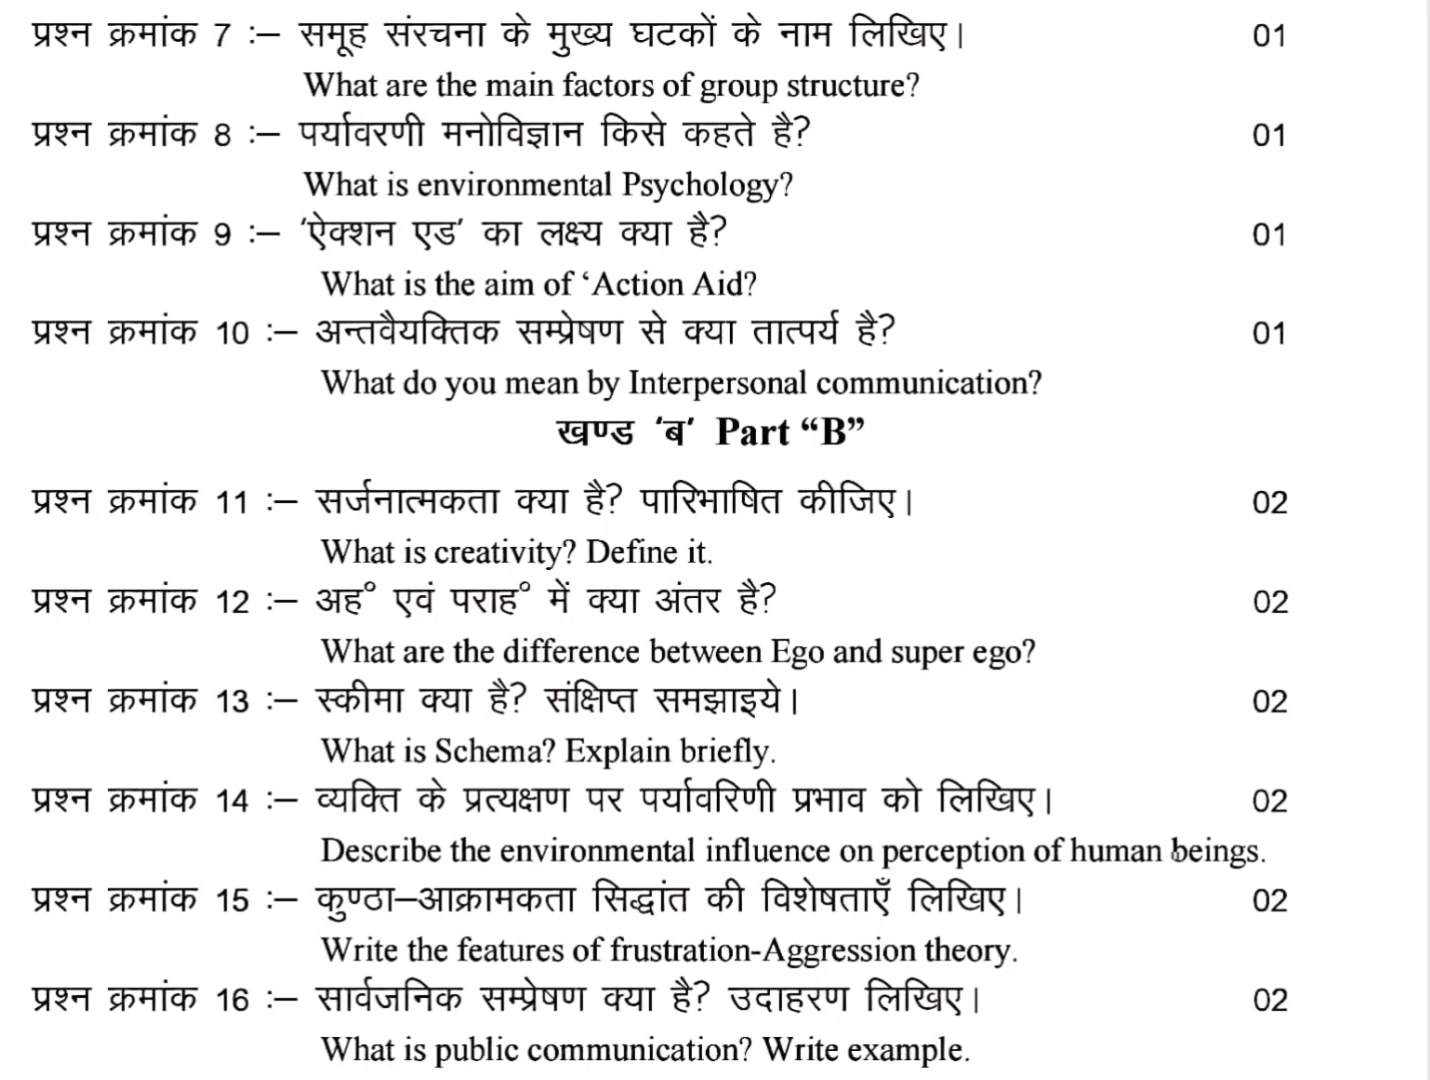 प्रश्न क्रमांक 7 :— समूह संरचना के मुख्य घटकों के नाम लिखिए। 01
What are the main factors of group structure?
प्रश्न क्रमांक 8 :— पर्यावरणी मनोविज्ञान किसे कहते है? 01
What is environmental Psychology?
प्रश्न क्रमांक 9 :— ‘ऐक्शन एड’ का लक्ष्य क्या है? 01
What is the aim of ‘Action Aid?
प्रश्न क्रमांक 10 :— अन्तवैयक्तिक सम्प्रेषण से क्या तात्पर्य है? 01
What do you mean by Interpersonal communication?
खण्ड ‘ब’ Part “B”
प्रश्न क्रमांक 11 :— सर्जनात्मकता क्या है? पारिभाषित कीजिए। 02
What is creativity? Define it.
प्रश्न क्रमांक 12 :— अह° एवं पराह° में क्या अंतर है? 02
What are the difference between Ego and super ego?
प्रश्न क्रमांक 13 :— स्कीमा क्या है? संक्षिप्त समझाइये। 02
What is Schema? Explain briefly.
प्रश्न क्रमांक 14 :— व्यक्ति के प्रत्यक्षण पर पर्यावरिणी प्रभाव को लिखिए। 02
Describe the environmental influence on perception of human beings.
प्रश्न क्रमांक 15 :— कुण्ठा—आक्रामकता सिद्धांत की विशेषताएँ लिखिए। 02
Write the features of frustration-Aggression theory.
प्रश्न क्रमांक 16 :— सार्वजनिक सम्प्रेषण क्या है? उदाहरण लिखिए। 02
What is public communication? Write example.